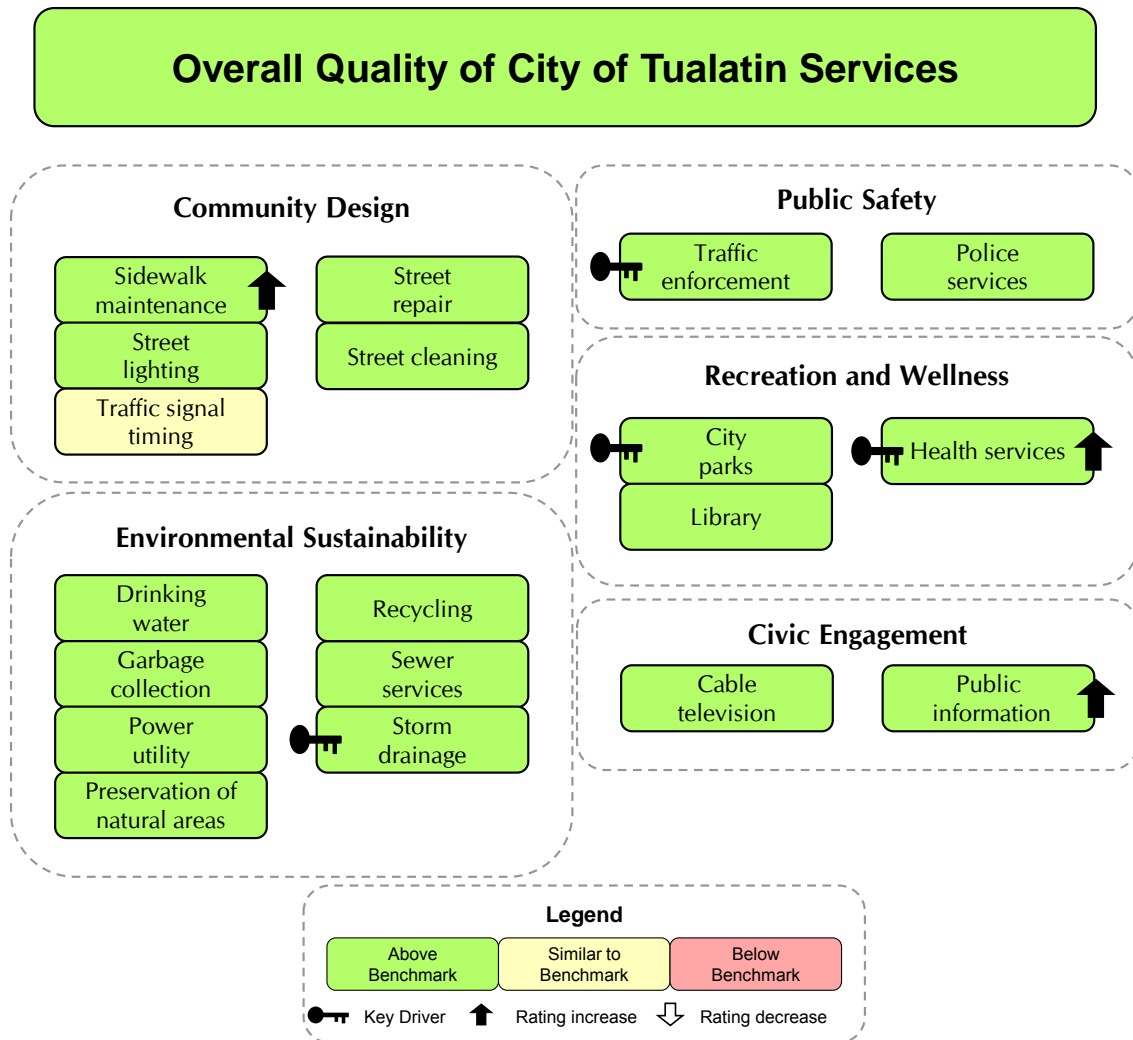 Overall Quality of City of Tualatin Services
Community Design
Sidewalk
maintenance
Street
lighting
Traffic signal
timing
Street
repair
Street cleaning
Environmental Sustainability
Drinking
water
Garbage
collection
Power
utility
Preservation of
natural areas
Recycling
Sewer
services
Storm
drainage
Public Safety
Traffic
enforcement
Police
services
Recreation and Wellness
City
parks
Library
Health services
Civic Engagement
Cable
television
Public
information
Legend
Above
Benchmark
Similar to
Benchmark
Below
Benchmark
Key Driver
Rating increase
Rating decrease